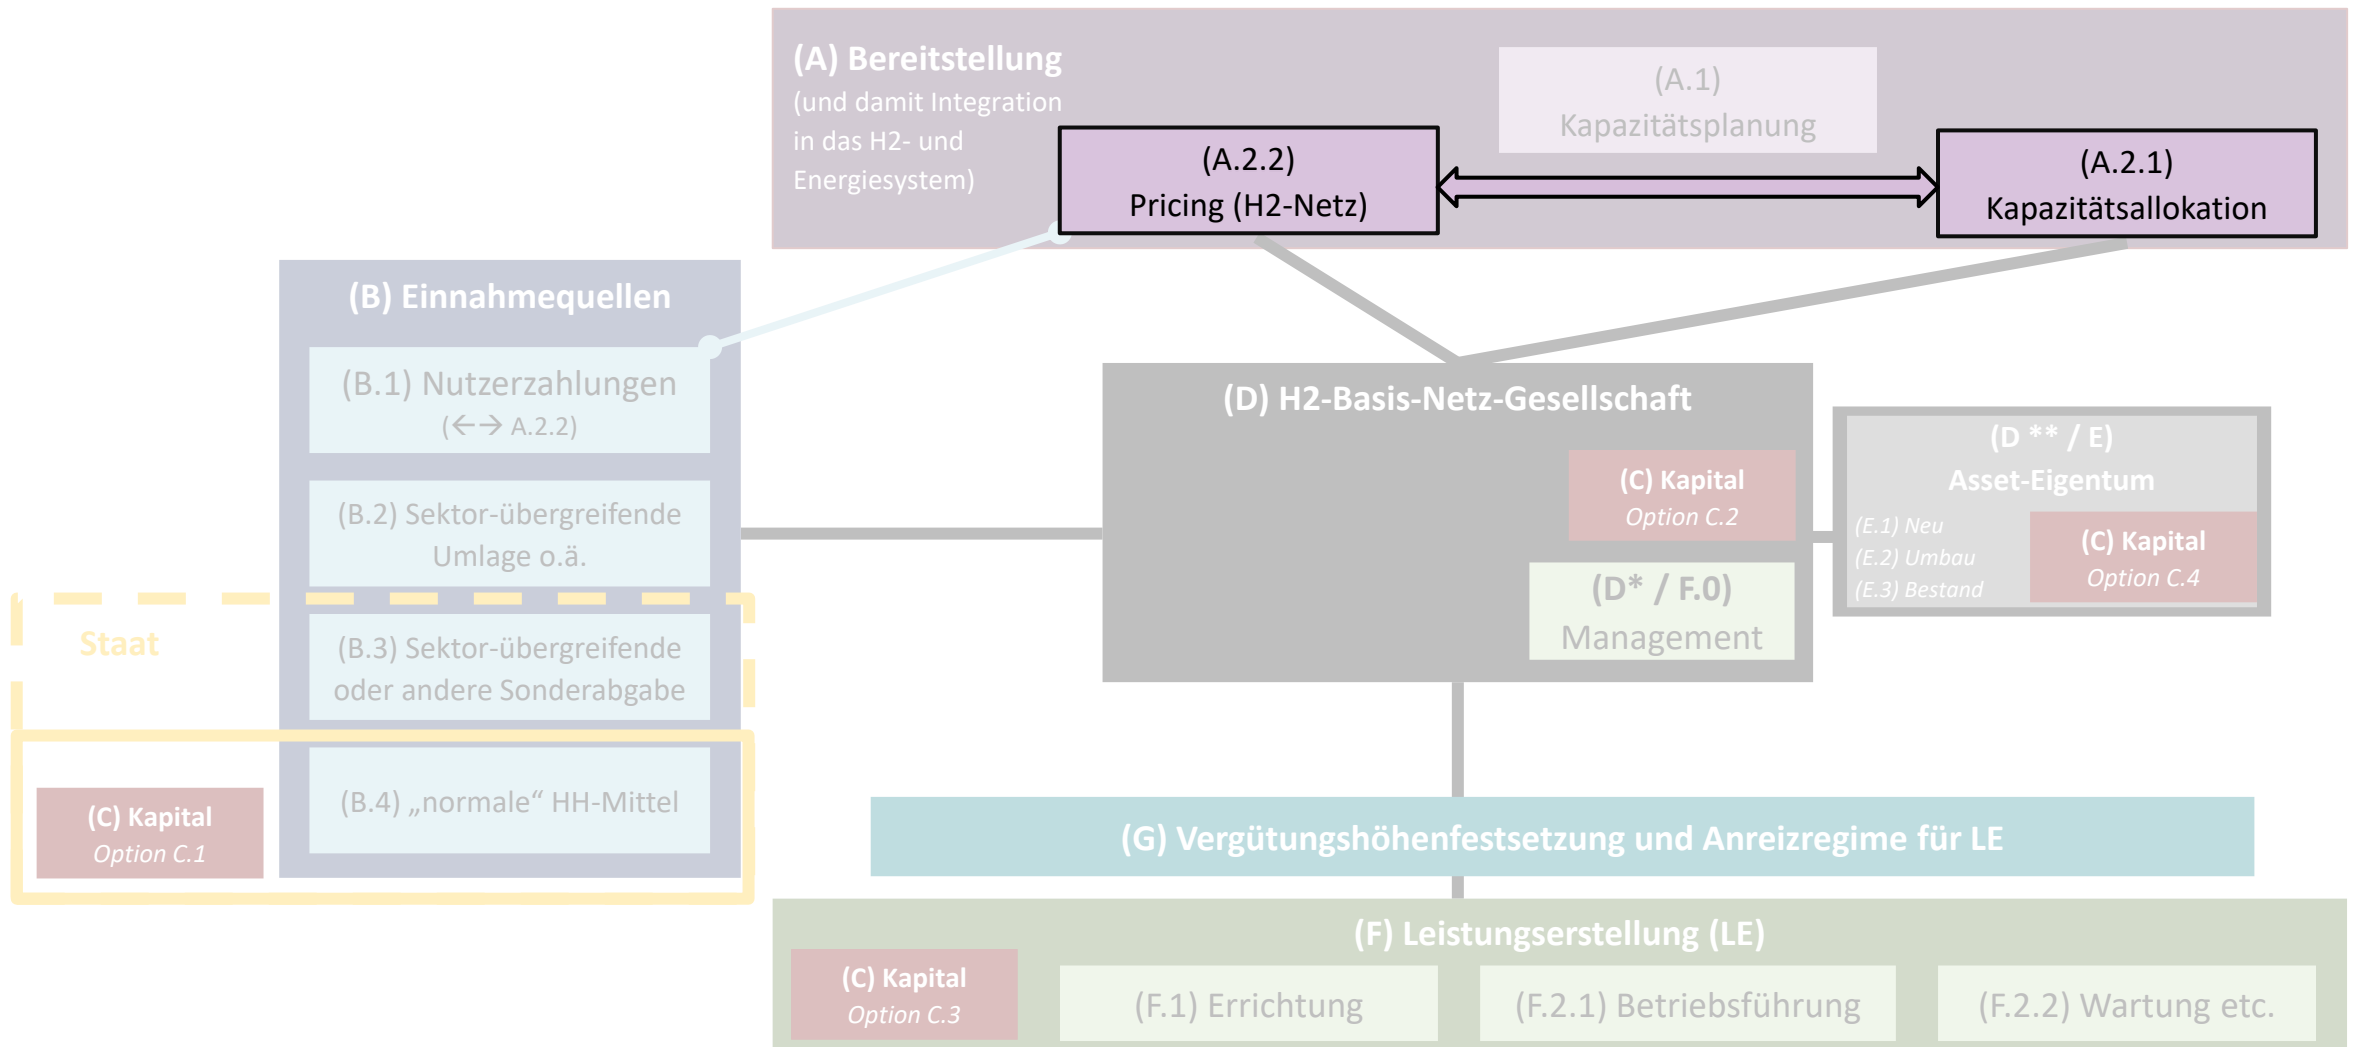 (A) Bereitstellung
(und damit Integration
in das H2- und
Energiesystem)
(A.1)
Kapazitätsplanung
(A.2.2)
Pricing (H2-Netz)
(A.2.1)
Kapazitätsallokation
(B) Einnahmequellen
(B.1) Nutzerzahlungen
(←→ A.2.2)
(B.2) Sektor-übergreifende
Umlage o.ä.
Staat
(B.3) Sektor-übergreifende
oder andere Sonderabgabe
(B.4) „normale“ HH-Mittel
(C) Kapital
Option C.1
(D) H2-Basis-Netz-Gesellschaft
(C) Kapital
Option C.2
(D* / F.0)
Management
(D ** / E)
Asset-Eigentum
(E.1) Neu
(E.2) Umbau
(E.3) Bestand
(C) Kapital
Option C.4
(G) Vergütungshöhenfestsetzung und Anreizregime für LE
(F) Leistungserstellung (LE)
(C) Kapital
Option C.3
(F.1) Errichtung
(F.2.1) Betriebsführung
(F.2.2) Wartung etc.